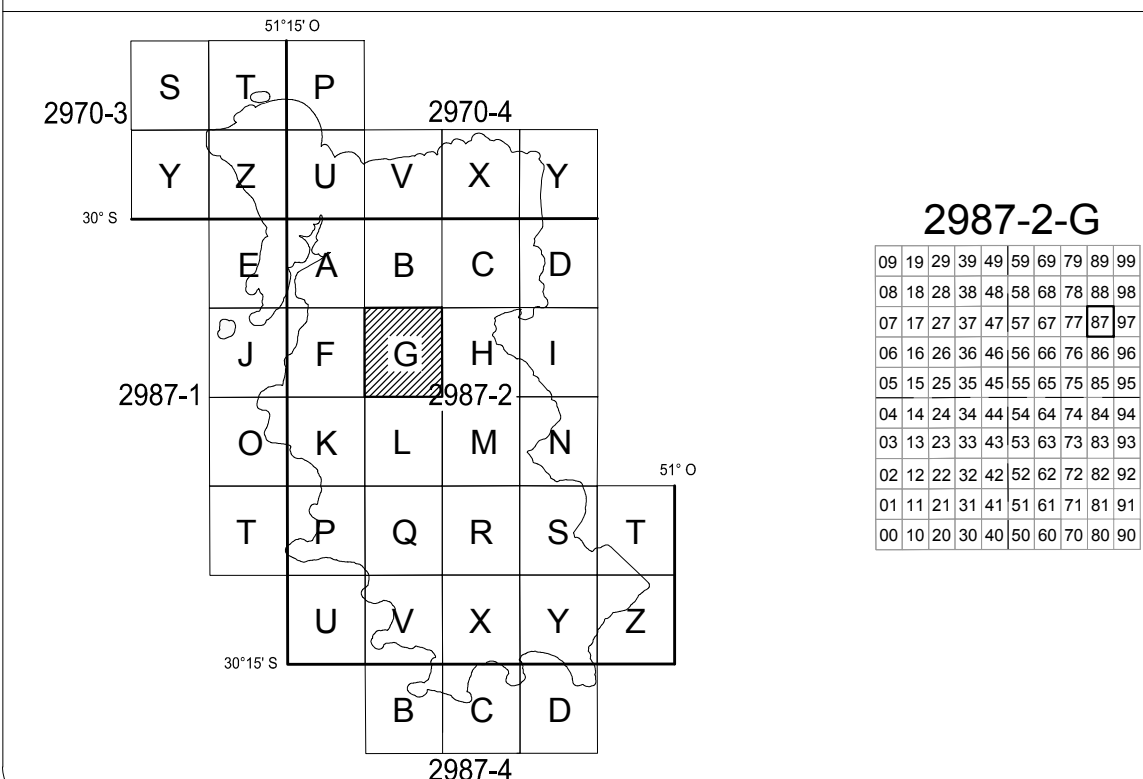 51°15' O
S T P
2970-3 2970-4
Y Z U V X Y
30° S
E A B C D
J F G H I
2987-1 2987-2
O K L M N
51° O
T P Q R S T
U V X Y Z
30°15' S
B C D
2987-4
2987-2-G
09 19 29 39 49 59 69 79 89 99
08 18 28 38 48 58 68 78 88 98
07 17 27 37 47 57 67 77 87 97
06 16 26 36 46 56 66 76 86 96
05 15 25 35 45 55 65 75 85 95
04 14 24 34 44 54 64 74 84 94
03 13 23 33 43 53 63 73 83 93
02 12 22 32 42 52 62 72 82 92
01 11 21 31 41 51 61 71 81 91
00 10 20 30 40 50 60 70 80 90